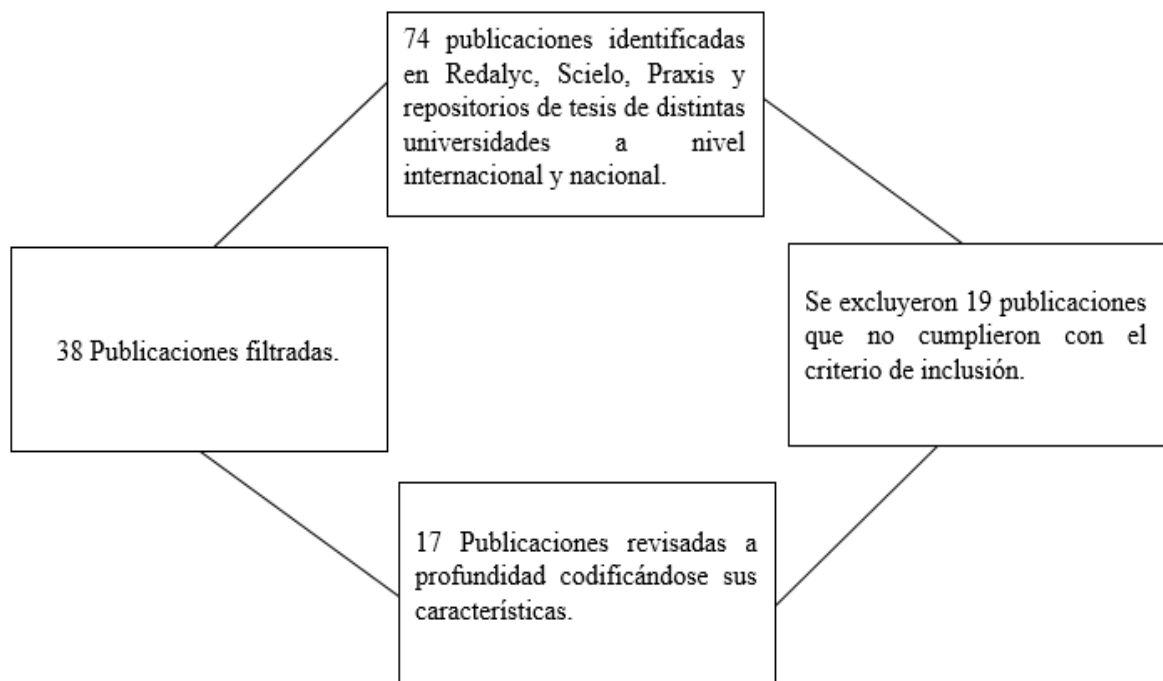 74 publicaciones identificadas
en Redalyc, Scielo, Praxis y
repositorios de tesis de distintas
universidades a nivel
internacional y nacional.
38 Publicaciones filtradas.
Se excluyeron 19 publicaciones
que no cumplieron con el
criterio de inclusión.
17 Publicaciones revisadas a
profundidad codificándose sus
características.